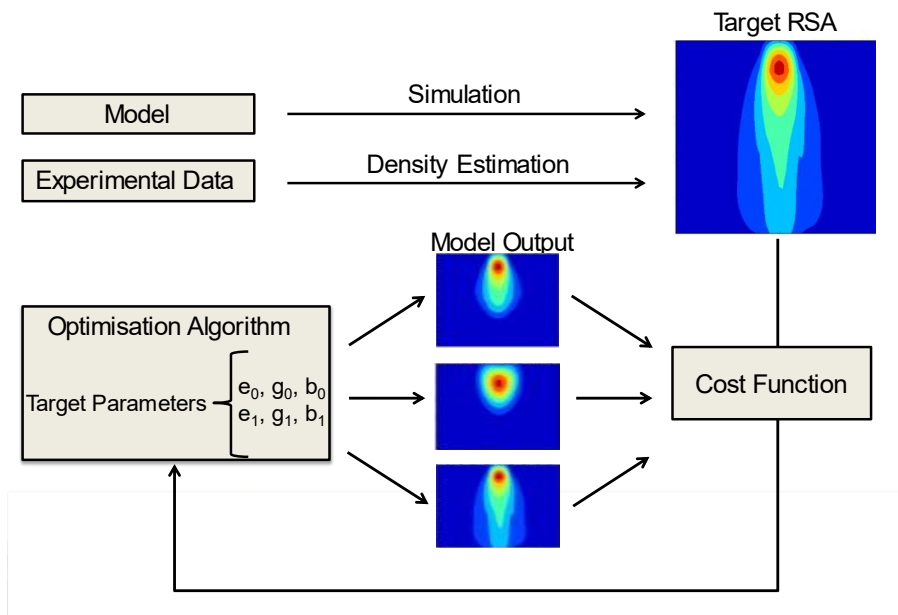 Target RSA
Model
Simulation
Experimental Data
Density Estimation
Model Output
Optimisation Algorithm
Target Parameters
e₀, g₀, b₀
e₁, g₁, b₁
Cost Function